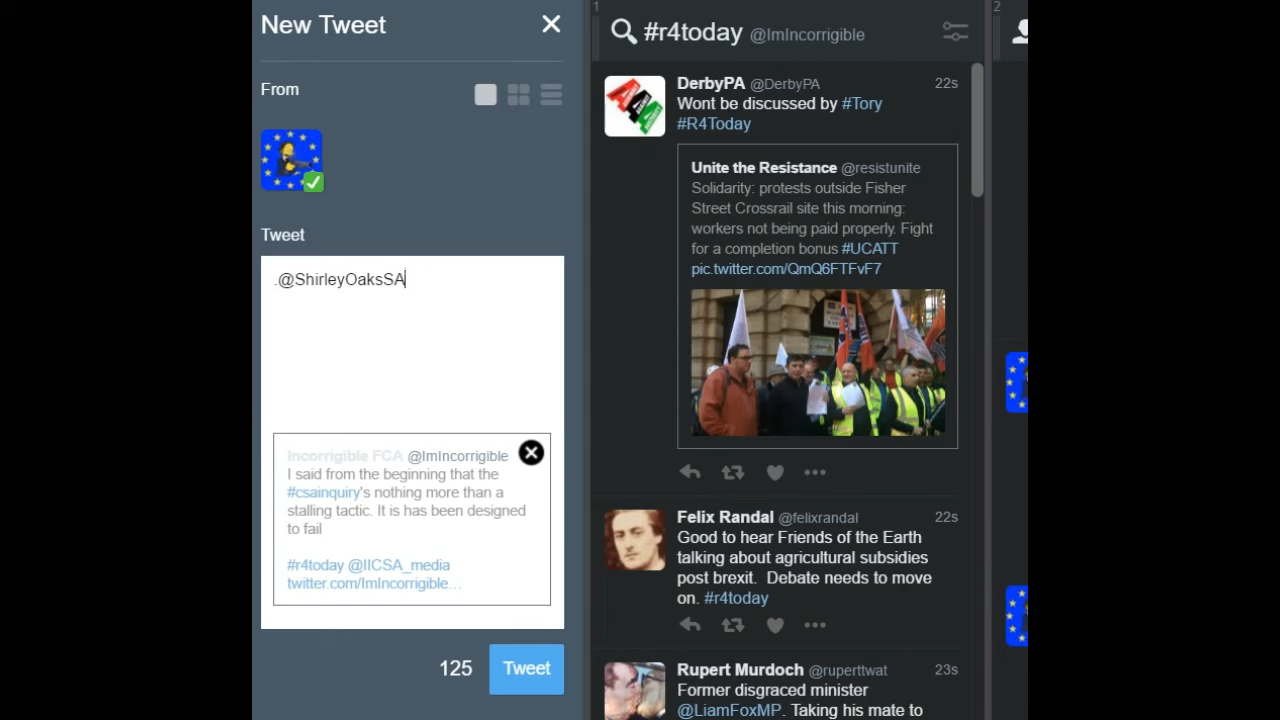 New Tweet
From
Tweet
.@ShirleyOaksSA
Incorrigible FCA @ImIncorrigible
I said from the beginning that the
#csainquiry's nothing more than a
stalling tactic. It is has been designed
to fail
#r4today @IICSA_media
twitter.com/ImIncorrigible…
125
Tweet
1
#r4today @ImIncorrigible
DerbyPA @DerbyPA 22s
Wont be discussed by #Tory
#R4Today
Unite the Resistance @resistunite
Solidarity: protests outside Fisher
Street Crossrail site this morning:
workers not being paid properly. Fight
for a completion bonus #UCATT
pic.twitter.com/QmQ6FTFvF7
Felix Randal @felixrandal 22s
Good to hear Friends of the Earth
talking about agricultural subsidies
post brexit.  Debate needs to move
on. #r4today
Rupert Murdoch @ruperttwat 23s
Former disgraced minister
@LiamFoxMP. Taking his mate to
2